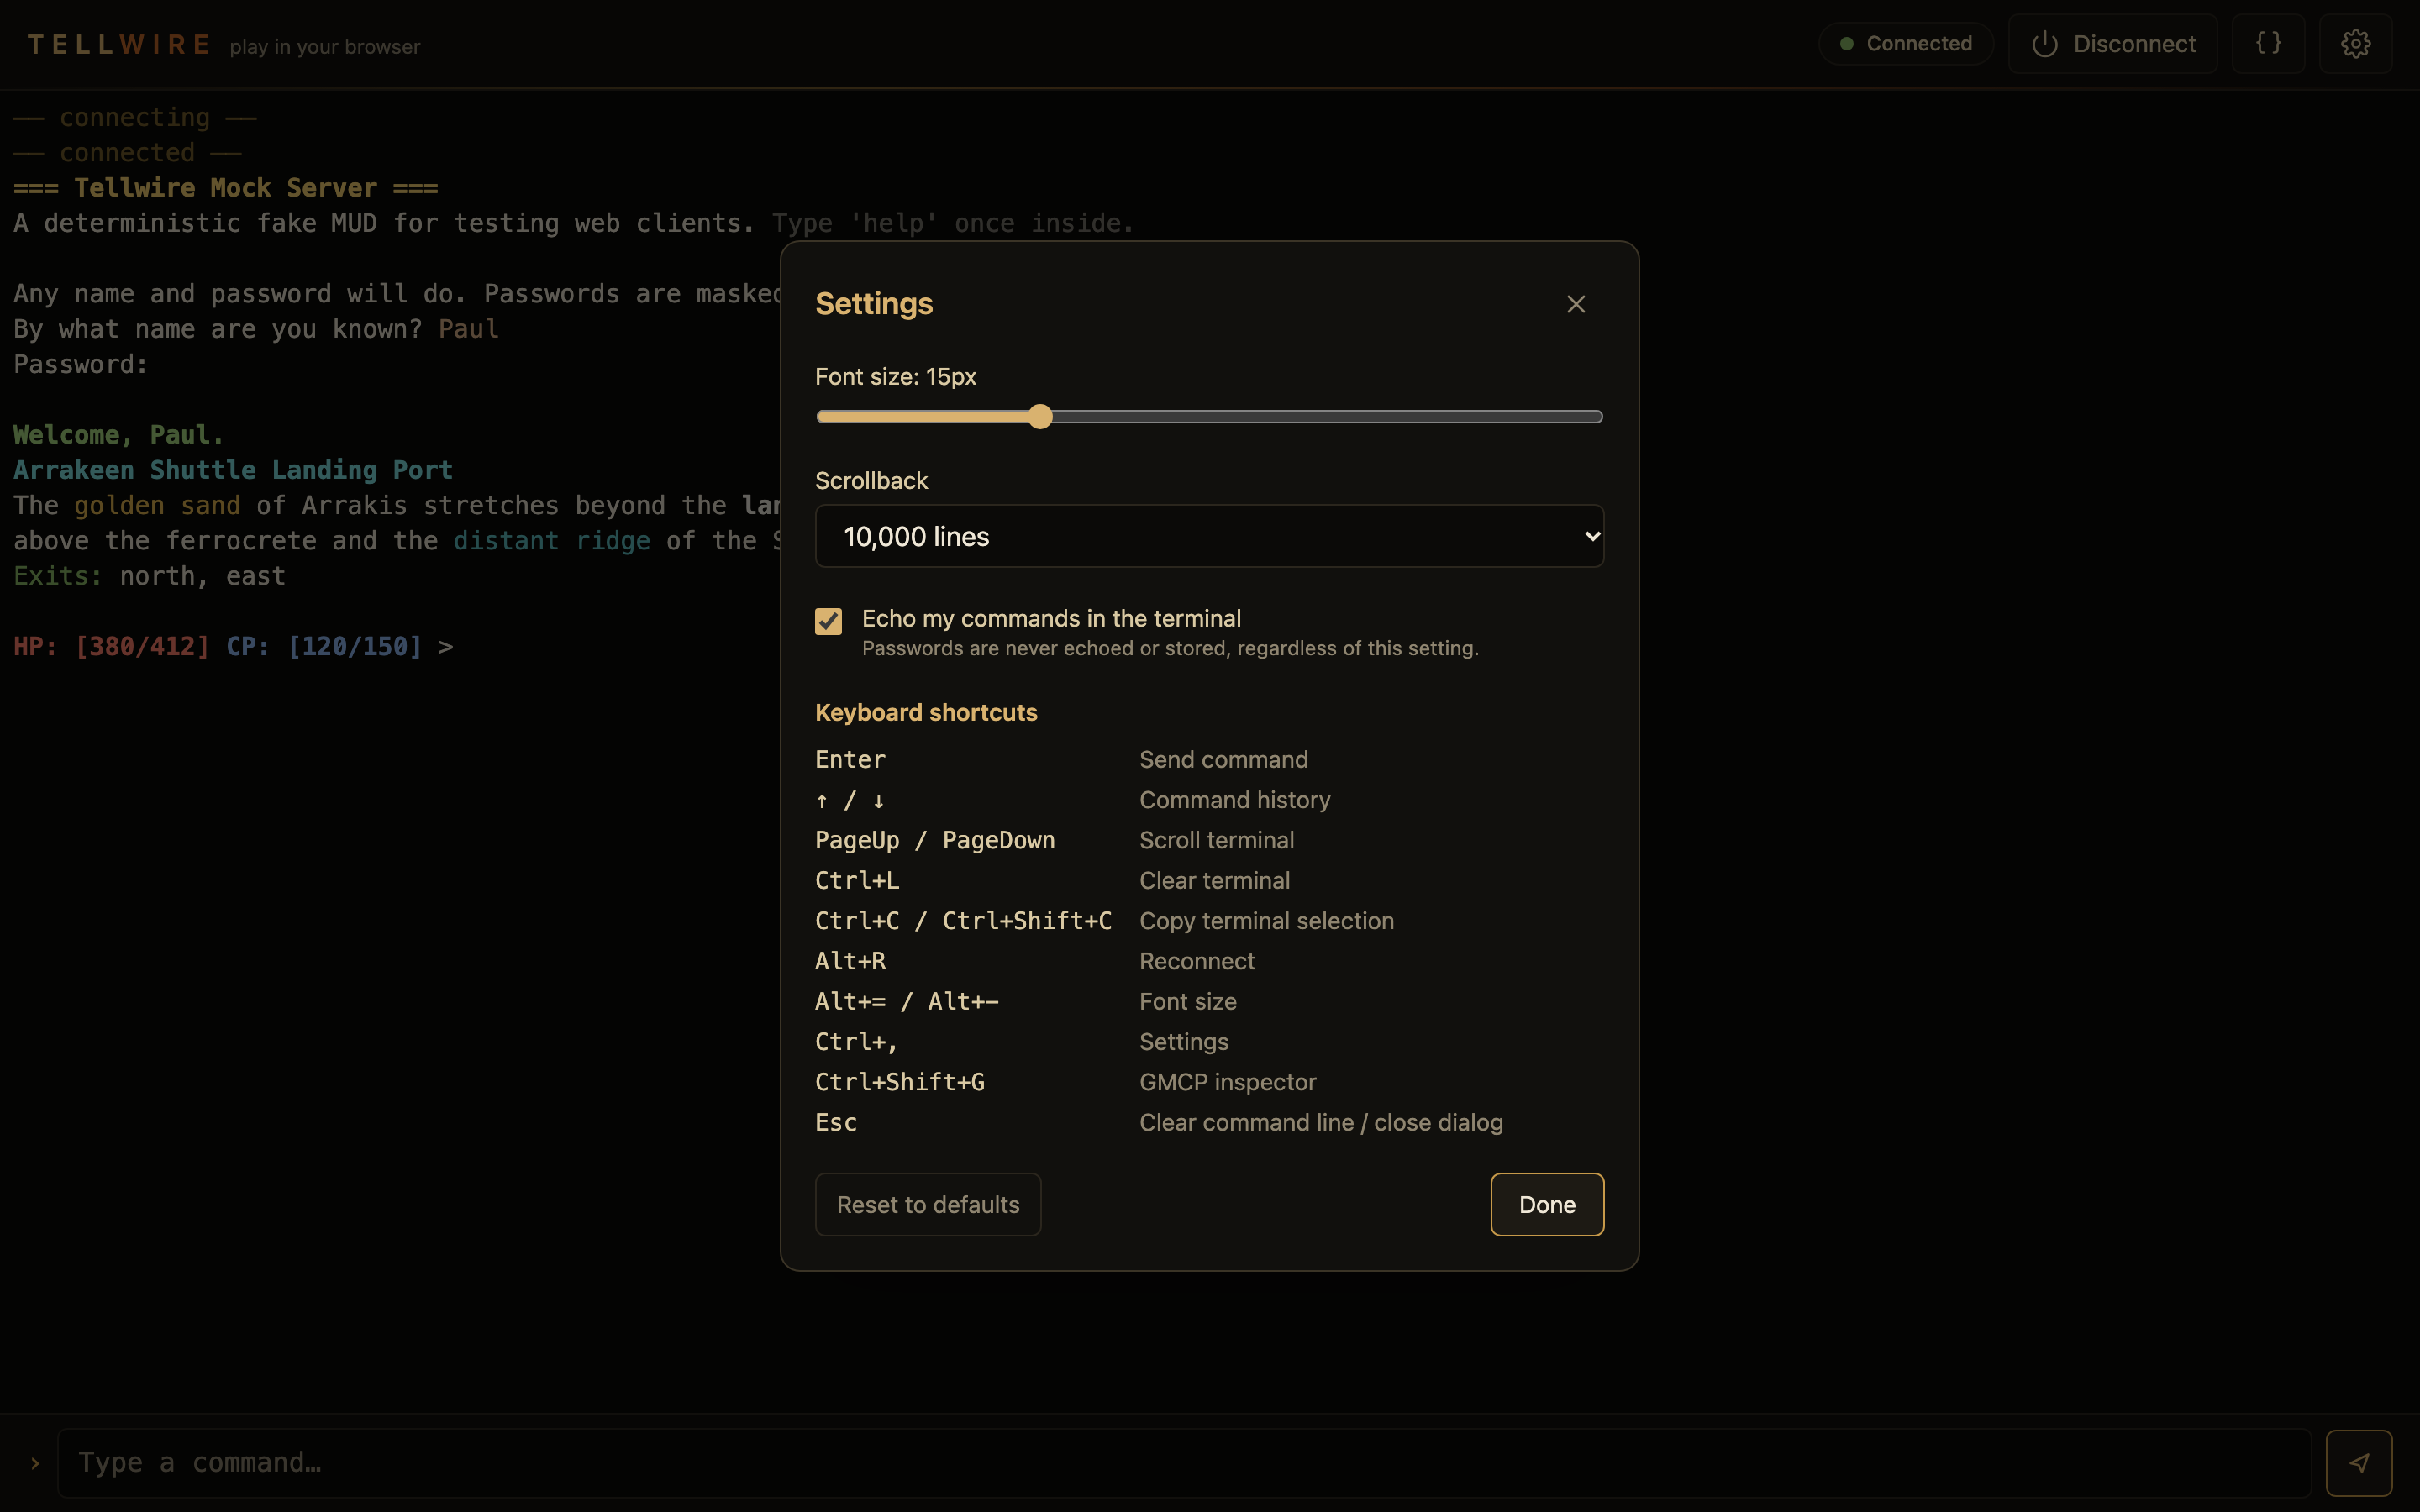 TELLWIRE play in your browser
Connected
Disconnect
{ }
—— connecting ——
—— connected ——
=== Tellwire Mock Server ===
A deterministic fake MUD for testing web clients. Type 'help' once inside.
Any name and password will do. Passwords are masked
By what name are you known? Paul
Password:
Welcome, Paul.
Arrakeen Shuttle Landing Port
The golden sand of Arrakis stretches beyond the
above the ferrocrete and the distant ridge of the
Exits: north, east
HP: [380/412] CP: [120/150] >
Settings
Font size: 15px
Scrollback
10,000 lines
Echo my commands in the terminal
Passwords are never echoed or stored, regardless of this setting.
Keyboard shortcuts
Enter Send command
↑ / ↓ Command history
PageUp / PageDown Scroll terminal
Ctrl+L Clear terminal
Ctrl+C / Ctrl+Shift+C Copy terminal selection
Alt+R Reconnect
Alt+= / Alt+− Font size
Ctrl+, Settings
Ctrl+Shift+G GMCP inspector
Esc Clear command line / close dialog
Reset to defaults
Done
› Type a command…